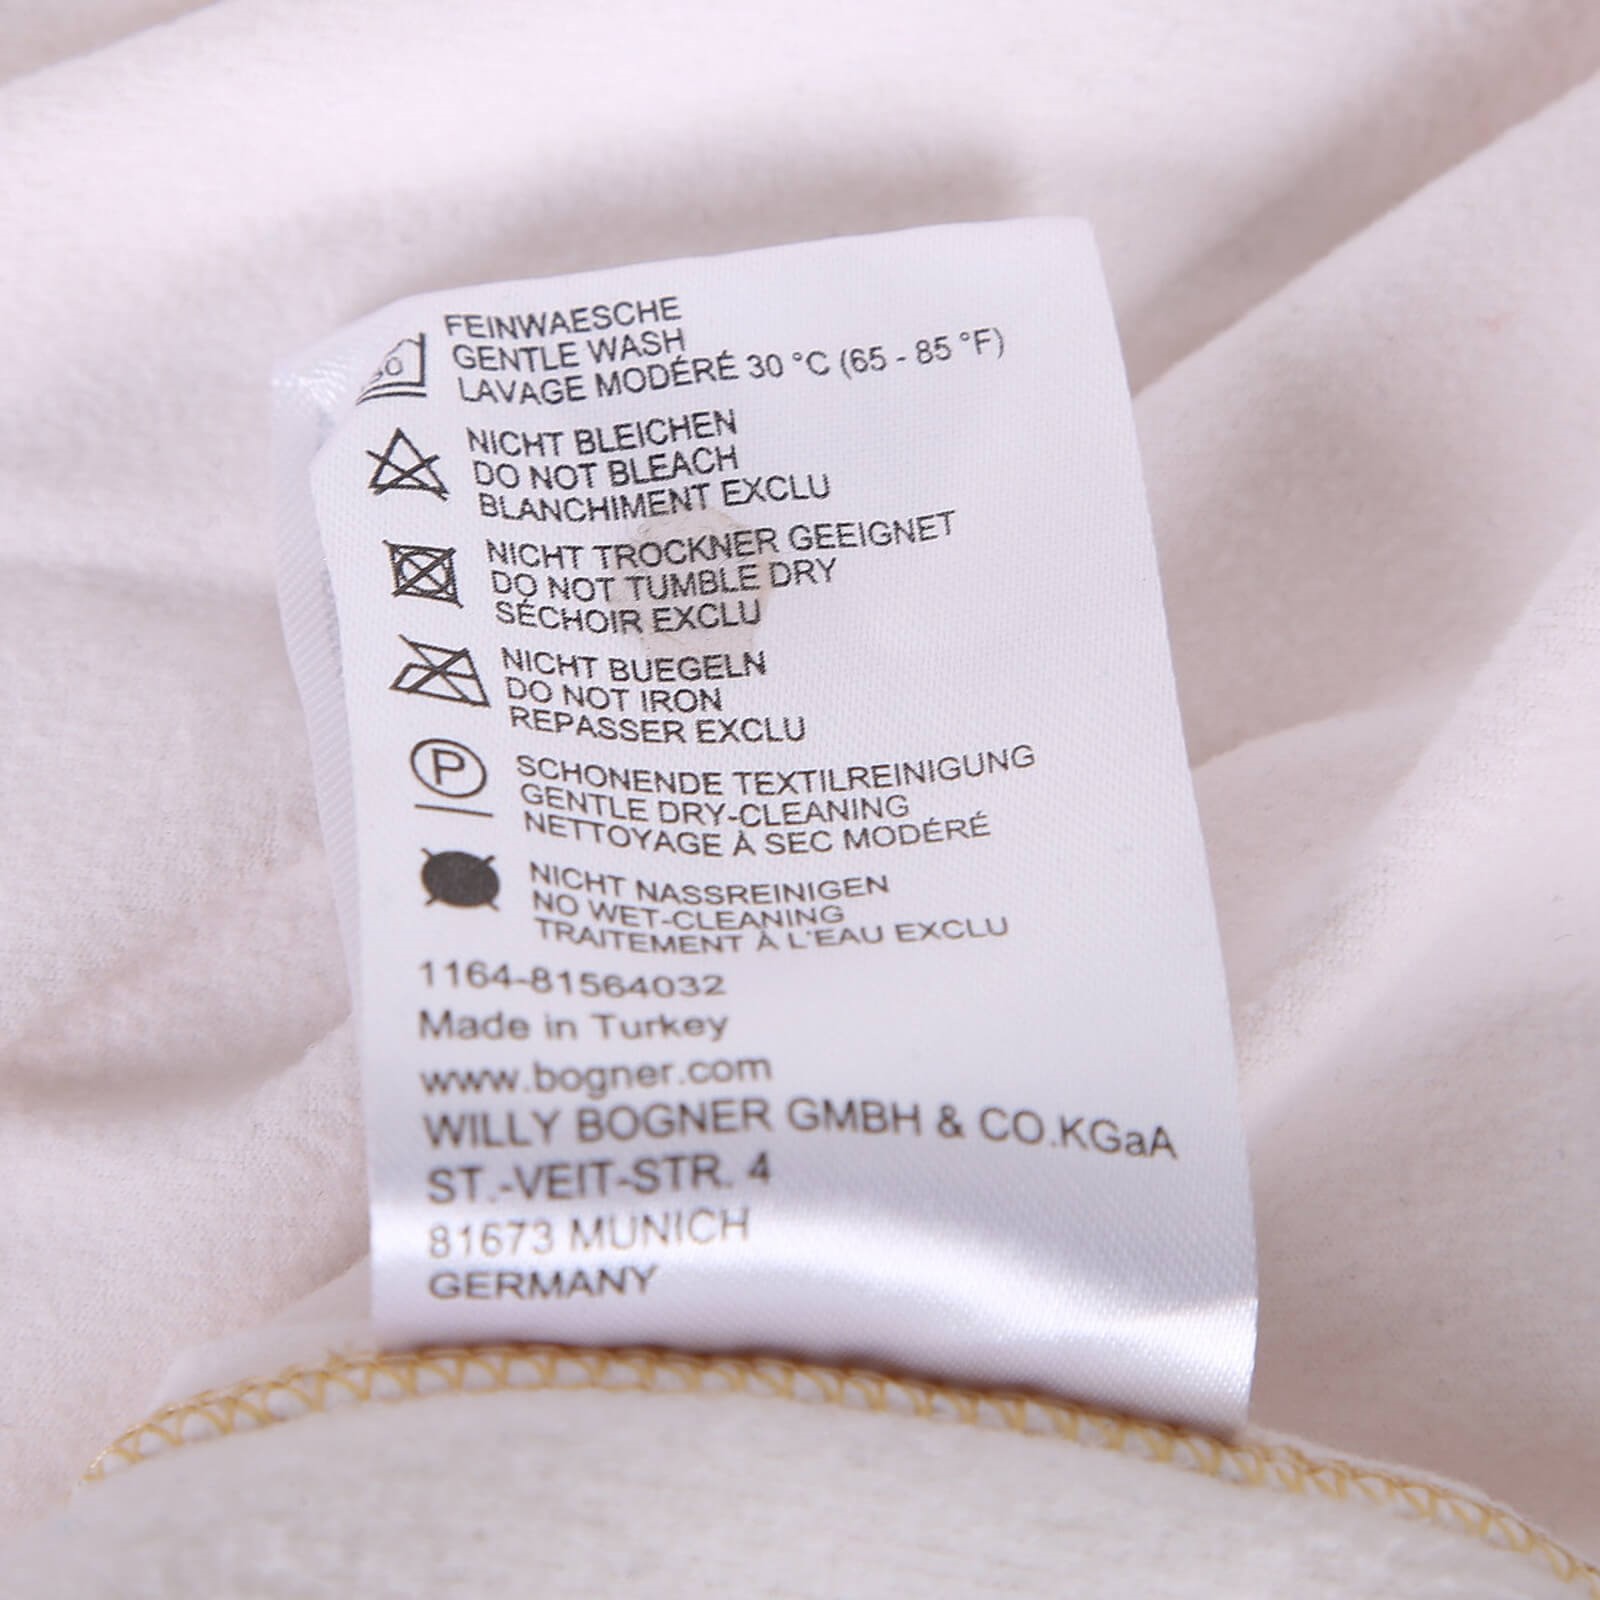 FEINWAESCHE
GENTLE WASH
LAVAGE MODÉRÉ 30 °C (65 - 85 °F)
NICHT BLEICHEN
DO NOT BLEACH
BLANCHIMENT EXCLU
NICHT TROCKNER GEEIGNET
DO NOT TUMBLE DRY
SÉCHOIR EXCLU
NICHT BUEGELN
DO NOT IRON
REPASSER EXCLU
P
SCHONENDE TEXTILREINIGUNG
GENTLE DRY-CLEANING
NETTOYAGE À SEC MODÉRÉ
NICHT NASSREINIGEN
NO WET-CLEANING
TRAITEMENT À L'EAU EXCLU
1164-81564032
Made in Turkey
www.bogner.com
WILLY BOGNER GMBH & CO.KGaA
ST.-VEIT-STR. 4
81673 MUNICH
GERMANY